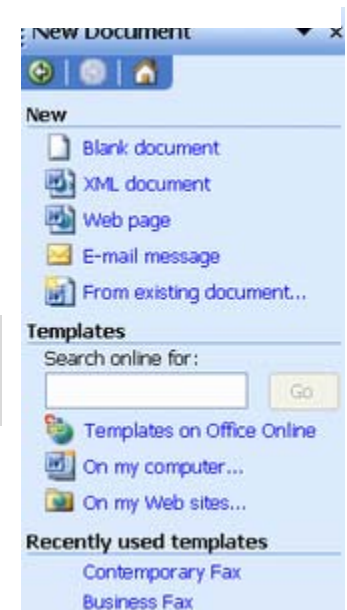 New Document
New
Blank document
XML document
Web page
E-mail message
From existing document...
Templates
Search online for:
Go
Templates on Office Online
On my computer...
On my Web sites...
Recently used templates
Contemporary Fax
Business Fax